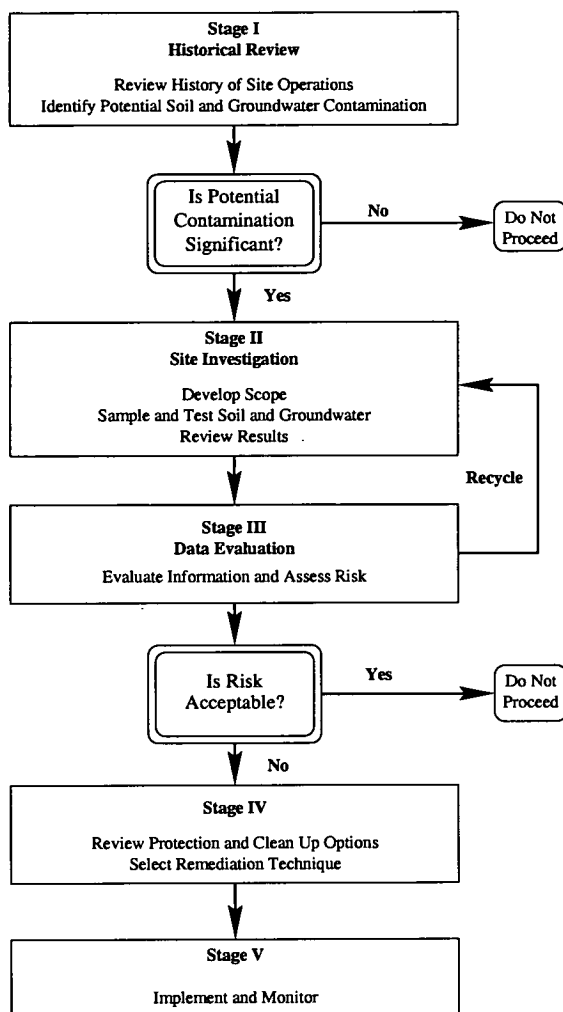 Stage I
Historical Review
Review History of Site Operations
Identify Potential Soil and Groundwater Contamination
Is Potential
Contamination
Significant?
No
Do Not
Proceed
Yes
Stage II
Site Investigation
Develop Scope
Sample and Test Soil and Groundwater
Review Results
Recycle
Stage III
Data Evaluation
Evaluate Information and Assess Risk
Is Risk
Acceptable?
Yes
Do Not
Proceed
No
Stage IV
Review Protection and Clean Up Options
Select Remediation Technique
Stage V
Implement and Monitor